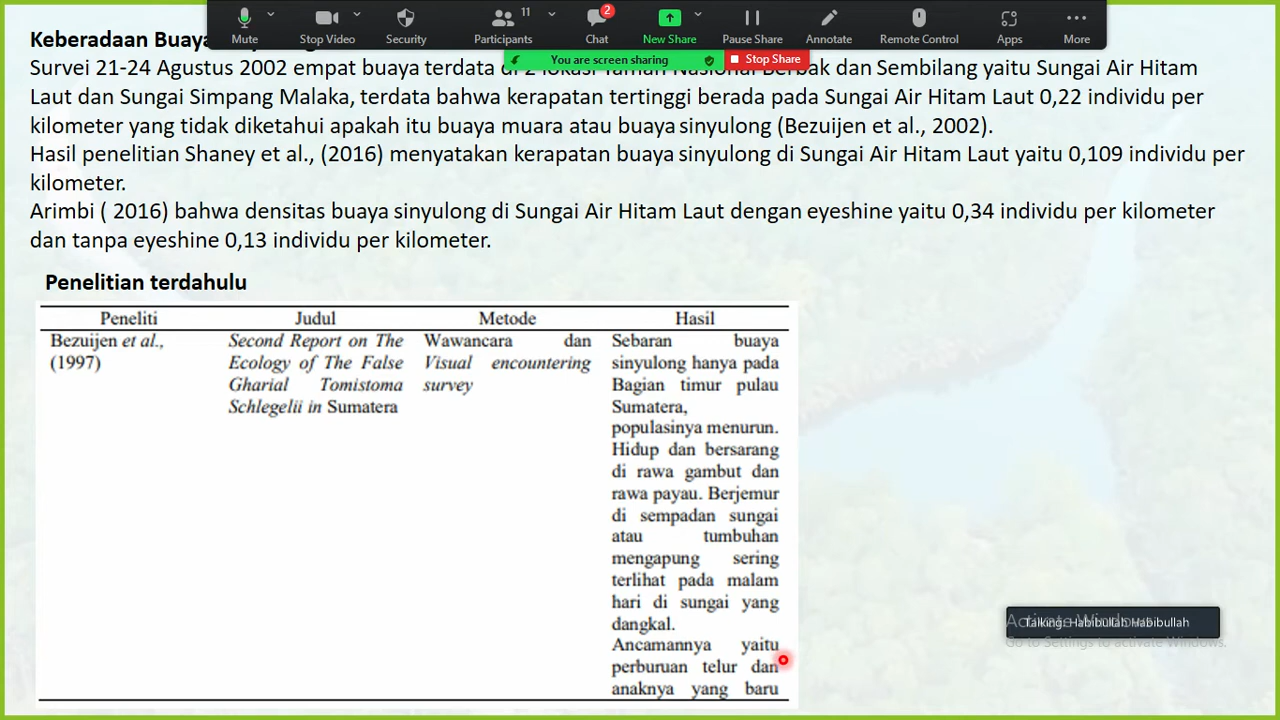 Mute
Stop Video
Security
Participants
11
Chat
2
New Share
Pause Share
Annotate
Remote Control
Apps
More
You are screen sharing
Stop Share
Keberadaan Buaya
Survei 21-24 Agustus 2002 empat buaya terdata di 2 lokasi Taman Nasional Berbak dan Sembilang yaitu Sungai Air Hitam
Laut dan Sungai Simpang Malaka, terdata bahwa kerapatan tertinggi berada pada Sungai Air Hitam Laut 0,22 individu per
kilometer yang tidak diketahui apakah itu buaya muara atau buaya sinyulong (Bezuijen et al., 2002).
Hasil penelitian Shaney et al., (2016) menyatakan kerapatan buaya sinyulong di Sungai Air Hitam Laut yaitu 0,109 individu per
kilometer.
Arimbi ( 2016) bahwa densitas buaya sinyulong di Sungai Air Hitam Laut dengan eyeshine yaitu 0,34 individu per kilometer
dan tanpa eyeshine 0,13 individu per kilometer.
Penelitian terdahulu
Peneliti Judul Metode Hasil
Bezuijen et al.,
(1997)
Second Report on The
Ecology of The False
Gharial Tomistoma
Schlegelii in Sumatera
Wawancara dan
Visual encountering
survey
Sebaran buaya
sinyulong hanya pada
Bagian timur pulau
Sumatera,
populasinya menurun.
Hidup dan bersarang
di rawa gambut dan
rawa payau. Berjemur
di sempadan sungai
atau tumbuhan
mengapung sering
terlihat pada malam
hari di sungai yang
dangkal.
Ancamannya yaitu
perburuan telur dan
anaknya yang baru
Talking: Habibullah Habibullah
Activate Windows
Go to Settings to activate Windows.